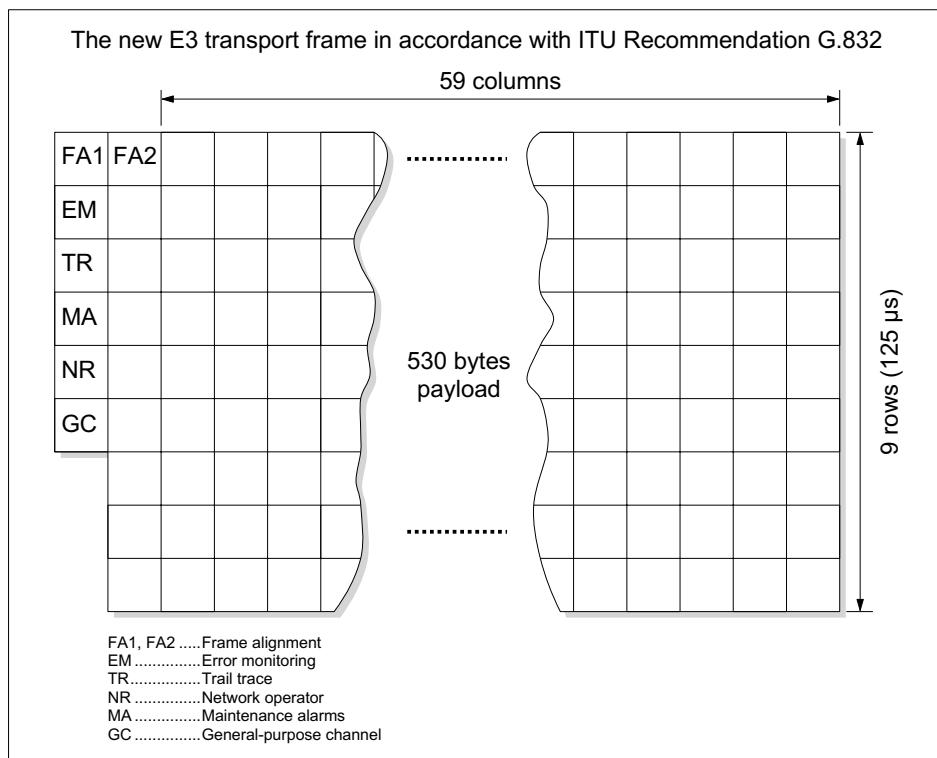 The new E3 transport frame in accordance with ITU Recommendation G.832
59 columns
FA1 FA2
EM
TR
MA
NR
GC
530 bytes
payload
9 rows (125 µs)
FA1, FA2 .....Frame alignment
EM ...............Error monitoring
TR................Trail trace
NR ...............Network operator
MA ...............Maintenance alarms
GC ...............General-purpose channel